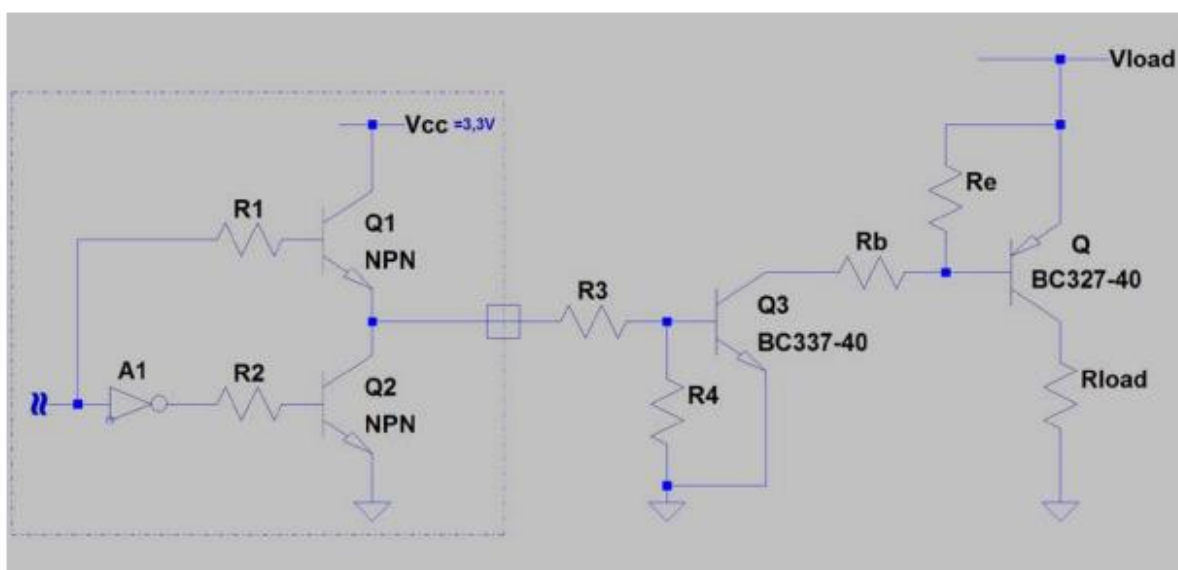 Vload
Vcc =3,3V
Re
R1
Q1
NPN
Rb
Q
BC327-40
R3
Q3
BC337-40
A1
R2
Q2
NPN
R4
Rload